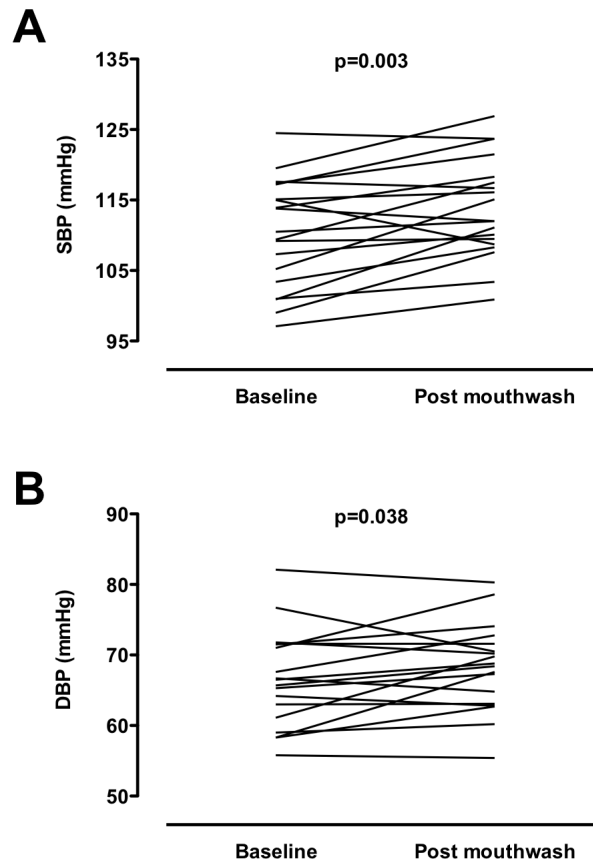 A
p=0.003
SBP (mmHg)
135
125
115
105
95
Baseline Post mouthwash
B
p=0.038
DBP (mmHg)
90
80
70
60
50
Baseline Post mouthwash